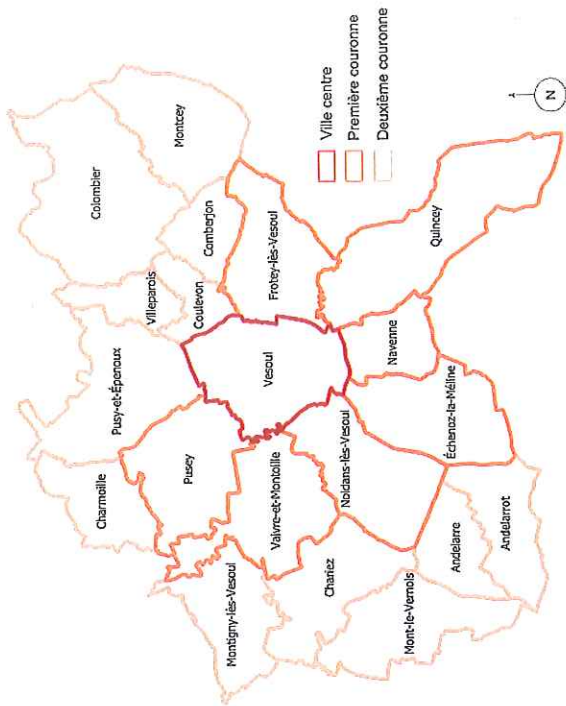 Colombier
Montcey
Comberjon
Villeparois
Coulevon
Pusy-et-Épenoux
Charmoille
Pusey
Vesoul
Frotey-lès-Vesoul
Quincey
Navenne
Échenoz-la-Méline
Noidans-lès-Vesoul
Vaivre-et-Montoille
Montigny-lès-Vesoul
Chariez
Mont-le-Vernois
Andelarre
Andelarrot
Ville centre
Première couronne
Deuxième couronne
N